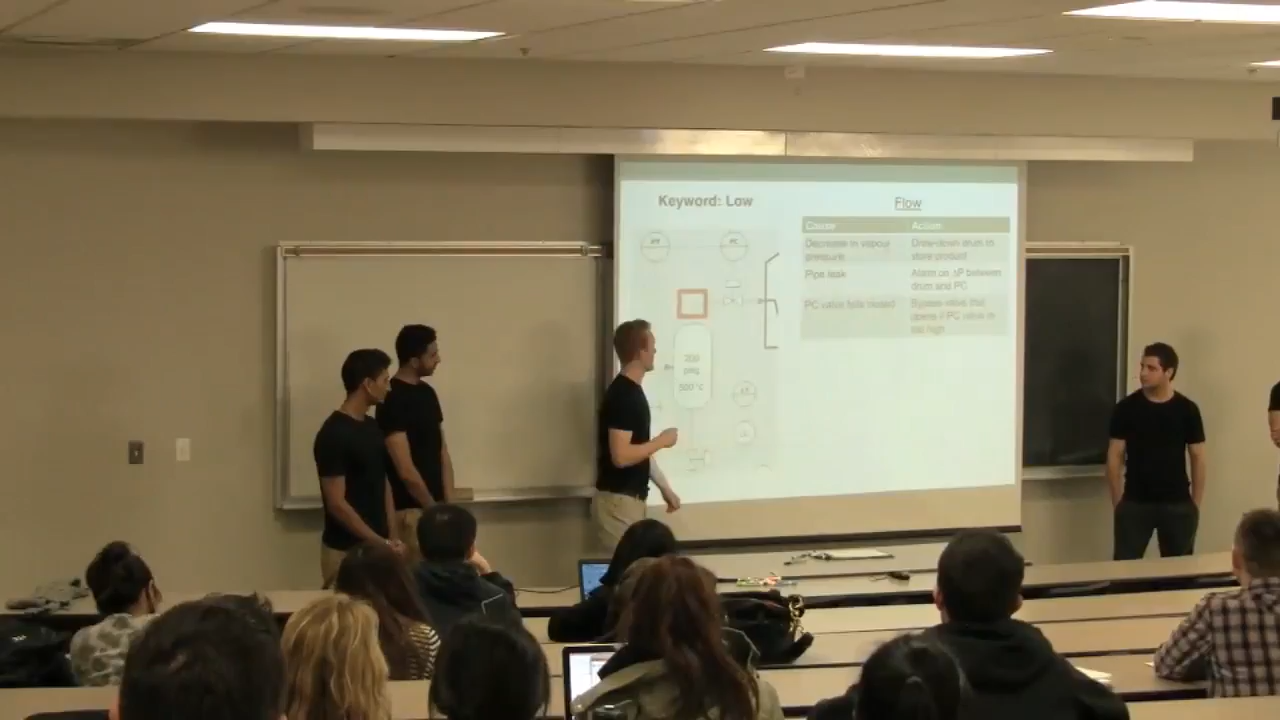 Keyword: Low
Flow
Cause Action
Decrease in vapour Draw-down drum to
pressure store product
Pipe leak Alarm on ΔP between
drum and PC
PC valve fails closed Bypass valve that
opens if PC valve is
too high
PC
200
psig
500 °c